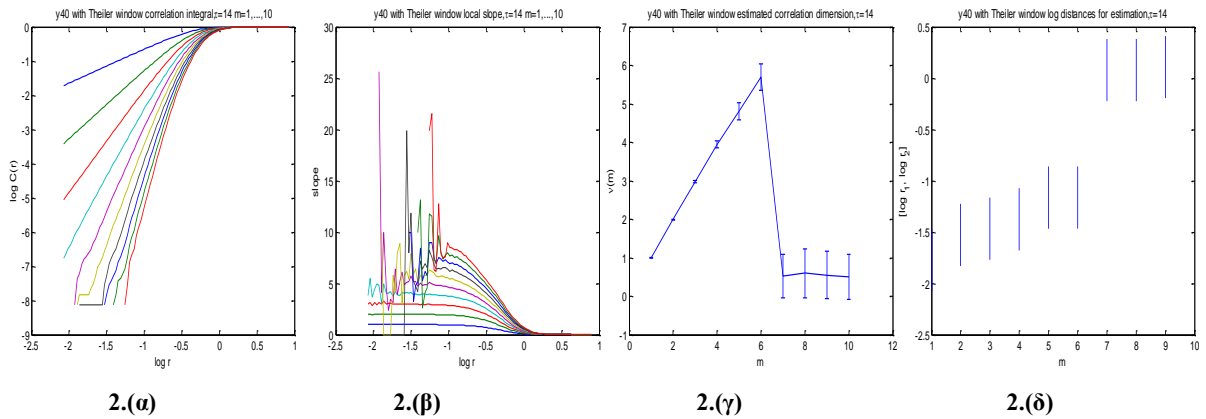 y40 with Theiler window correlation integral,τ=14 m=1,...,10
log C(r)
0
-1
-2
-3
-4
-5
-6
-7
-8
-9
-2.5 -2 -1.5 -1 -0.5 0 0.5 1
log r
2.(α)
y40 with Theiler window local slope,τ=14 m=1,...,10
slope
30
25
20
15
10
5
0
-2.5 -2 -1.5 -1 -0.5 0 0.5 1
log r
2.(β)
y40 with Theiler window estimated correlation dimension,τ=14
ν(m)
7
6
5
4
3
2
1
0
-1
0 2 4 6 8 10 12
m
2.(γ)
y40 with Theiler window log distances for estimation,τ=14
[log r1, log r2]
0.5
0
-0.5
-1
-1.5
-2
-2.5
1 2 3 4 5 6 7 8 9 10
m
2.(δ)